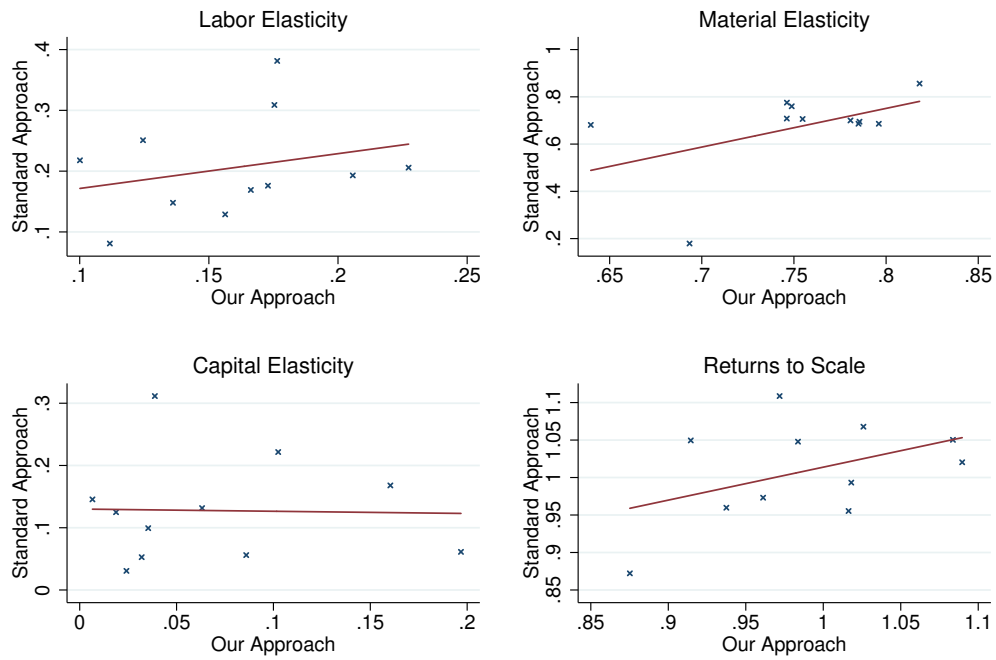 Labor Elasticity
Standard Approach
.1 .2 .3 .4
.1 .15 .2 .25
Our Approach
Material Elasticity
Standard Approach
.2 .4 .6 .8 1
.65 .7 .75 .8 .85
Our Approach
Capital Elasticity
Standard Approach
0 .1 .2 .3
0 .05 .1 .15 .2
Our Approach
Returns to Scale
Standard Approach
.85 .9 .95 1 1.05 1.1
.85 .9 .95 1 1.05 1.1
Our Approach